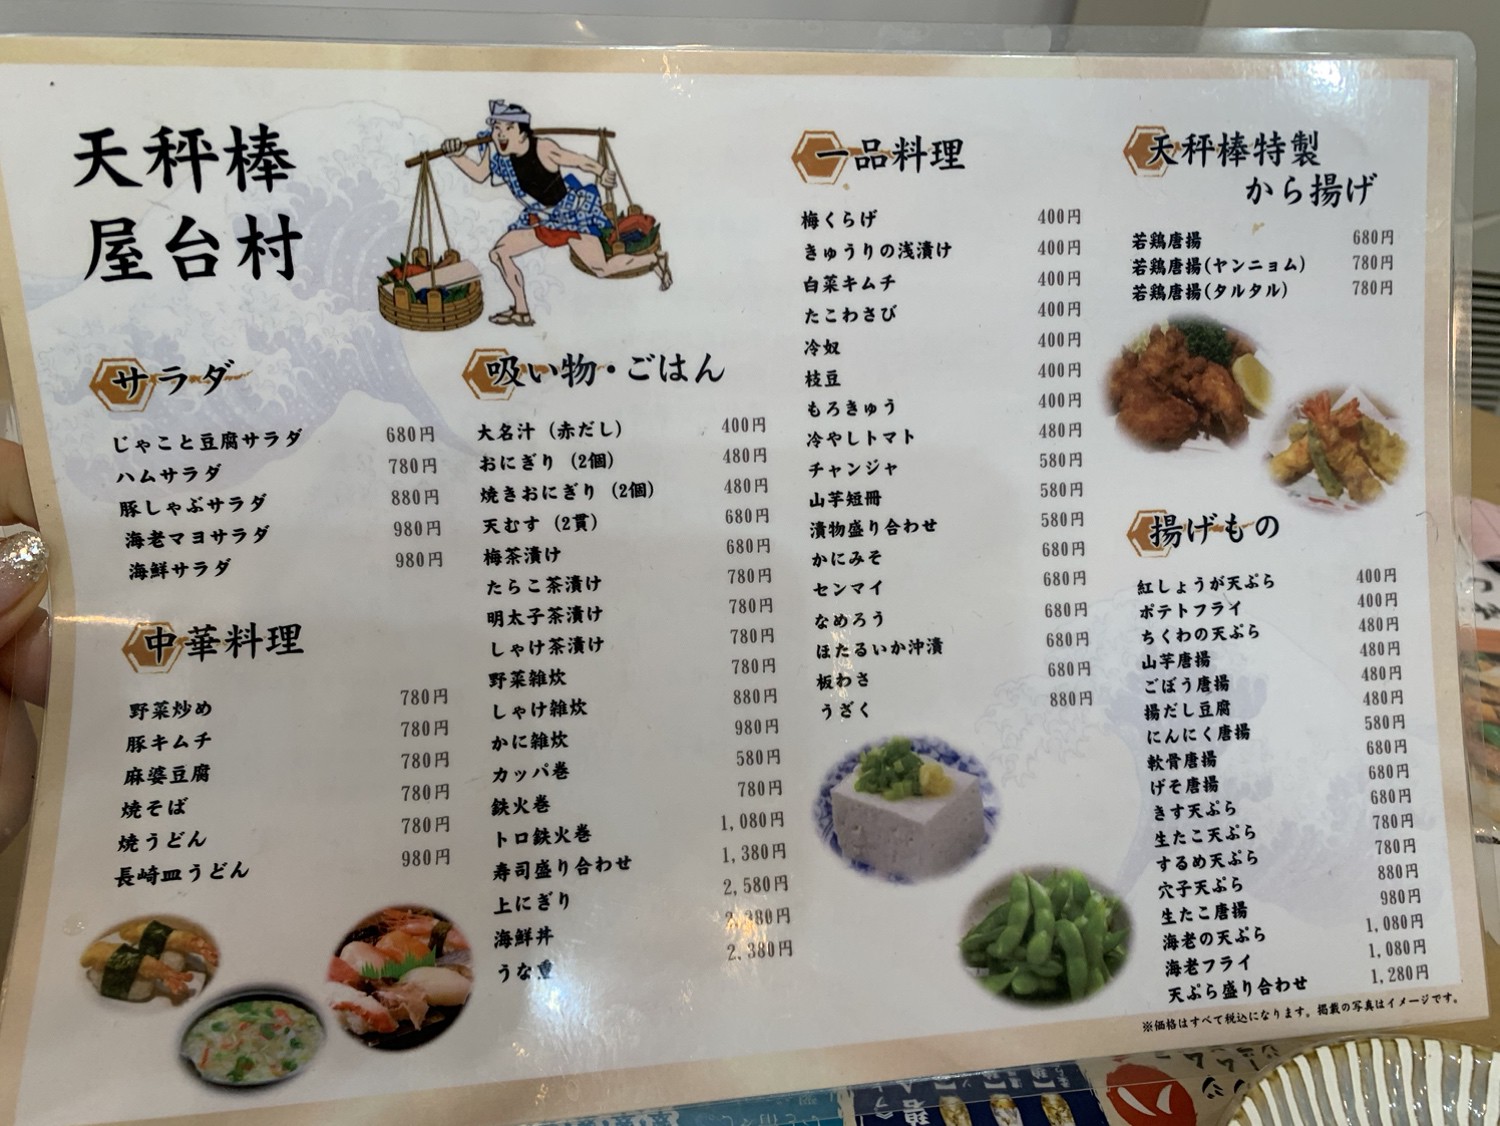 天秤棒
屋台村
サラダ
じゃこと豆腐サラダ 680円
ハムサラダ 780円
豚しゃぶサラダ 880円
海老マヨサラダ 980円
海鮮サラダ 980円
中華料理
野菜炒め 780円
豚キムチ 780円
麻婆豆腐 780円
焼そば 780円
焼うどん 780円
長崎皿うどん 980円
吸い物・ごはん
大名汁（赤だし） 400円
おにぎり（2個） 480円
焼きおにぎり（2個） 480円
天むす（2貫） 680円
梅茶漬け 680円
たらこ茶漬け 780円
明太子茶漬け 780円
しゃけ茶漬け 780円
野菜雑炊 780円
しゃけ雑炊 880円
かに雑炊 980円
カッパ巻 580円
鉄火巻 780円
トロ鉄火巻 1,080円
寿司盛り合わせ 1,380円
上にぎり 2,580円
海鮮丼
うな重 2,380円
一品料理
梅くらげ 400円
きゅうりの浅漬け 400円
白菜キムチ 400円
たこわさび 400円
冷奴 400円
枝豆 400円
もろきゅう 400円
冷やしトマト 480円
チャンジャ 580円
山芋短冊 580円
漬物盛り合わせ 580円
かにみそ 680円
センマイ 680円
なめろう 680円
ほたるいか沖漬 680円
板わさ 680円
うざく 880円
天秤棒特製
から揚げ
若鶏唐揚 680円
若鶏唐揚(ヤンニョム) 780円
若鶏唐揚(タルタル) 780円
揚げもの
紅しょうが天ぷら 400円
ポテトフライ 400円
ちくわの天ぷら 480円
山芋唐揚 480円
ごぼう唐揚 480円
揚だし豆腐 480円
にんにく唐揚 580円
軟骨唐揚 680円
げそ唐揚 680円
きす天ぷら 680円
生たこ天ぷら 780円
するめ天ぷら 780円
穴子天ぷら 880円
生たこ唐揚 980円
海老の天ぷら 1,080円
海老フライ 1,080円
天ぷら盛り合わせ 1,280円
※価格はすべて税込になります。掲載の写真はイメージです。